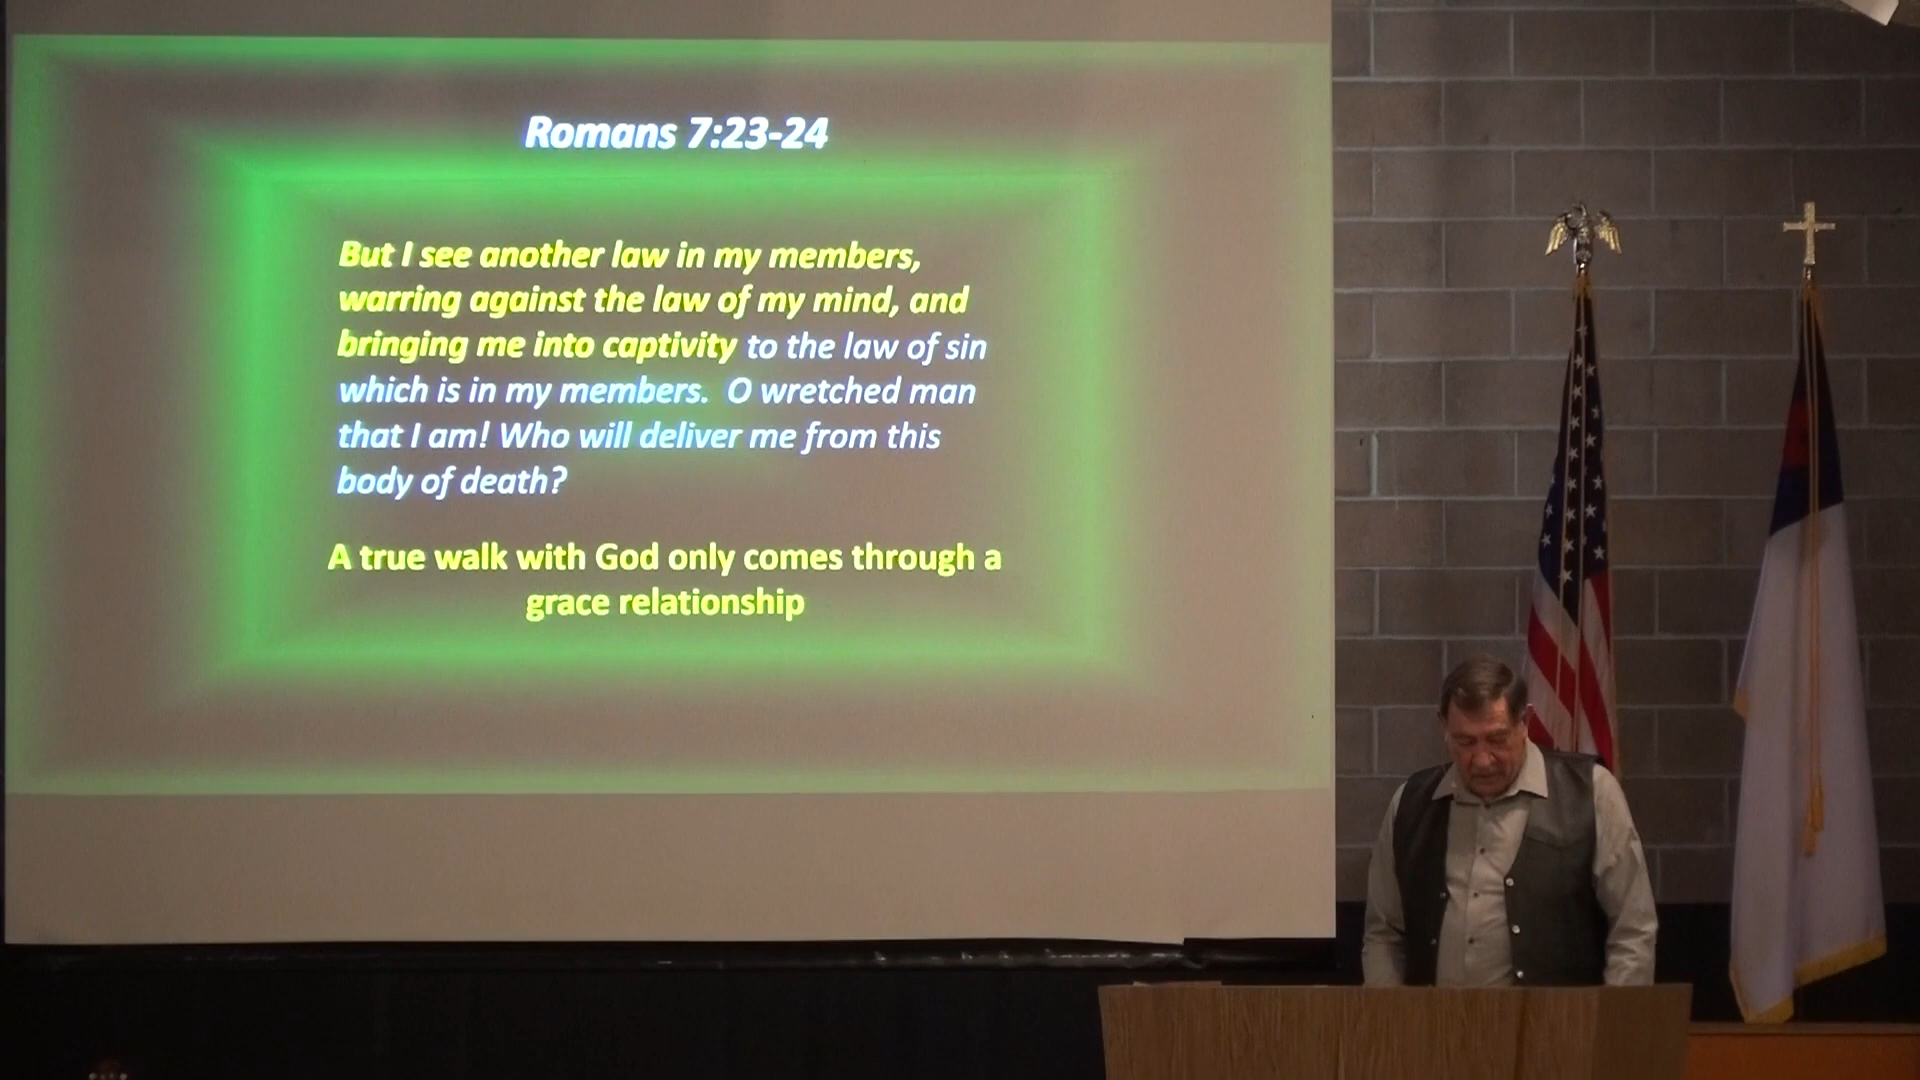 Romans 7:23-24
But I see another law in my members,
warring against the law of my mind, and
bringing me into captivity to the law of sin
which is in my members.  O wretched man
that I am! Who will deliver me from this
body of death?
A true walk with God only comes through a
grace relationship